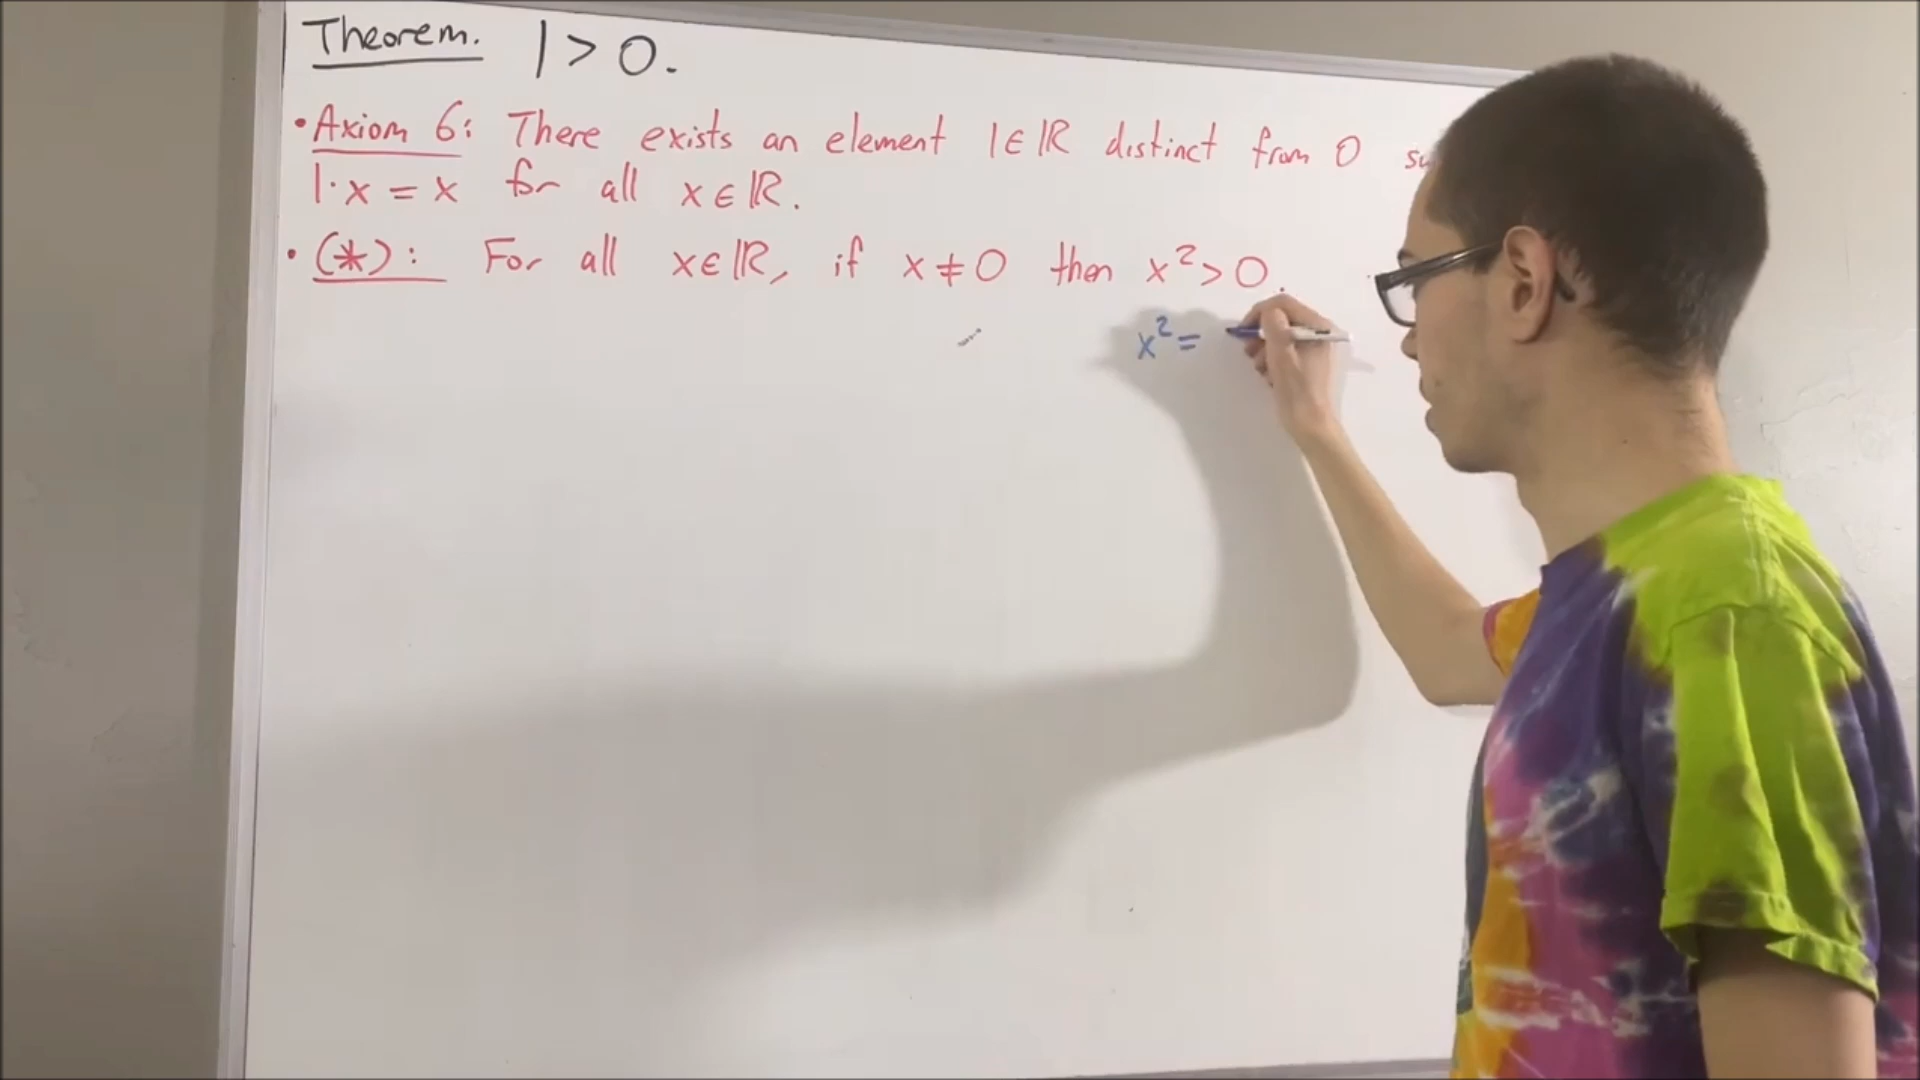 Theorem. 1 > 0.
• Axiom 6: There exists an element 1 ∈ ℝ distinct from 0
1·x = x for all x ∈ ℝ.
• (*): For all x ∈ ℝ, if x ≠ 0 then x² > 0.
x² =